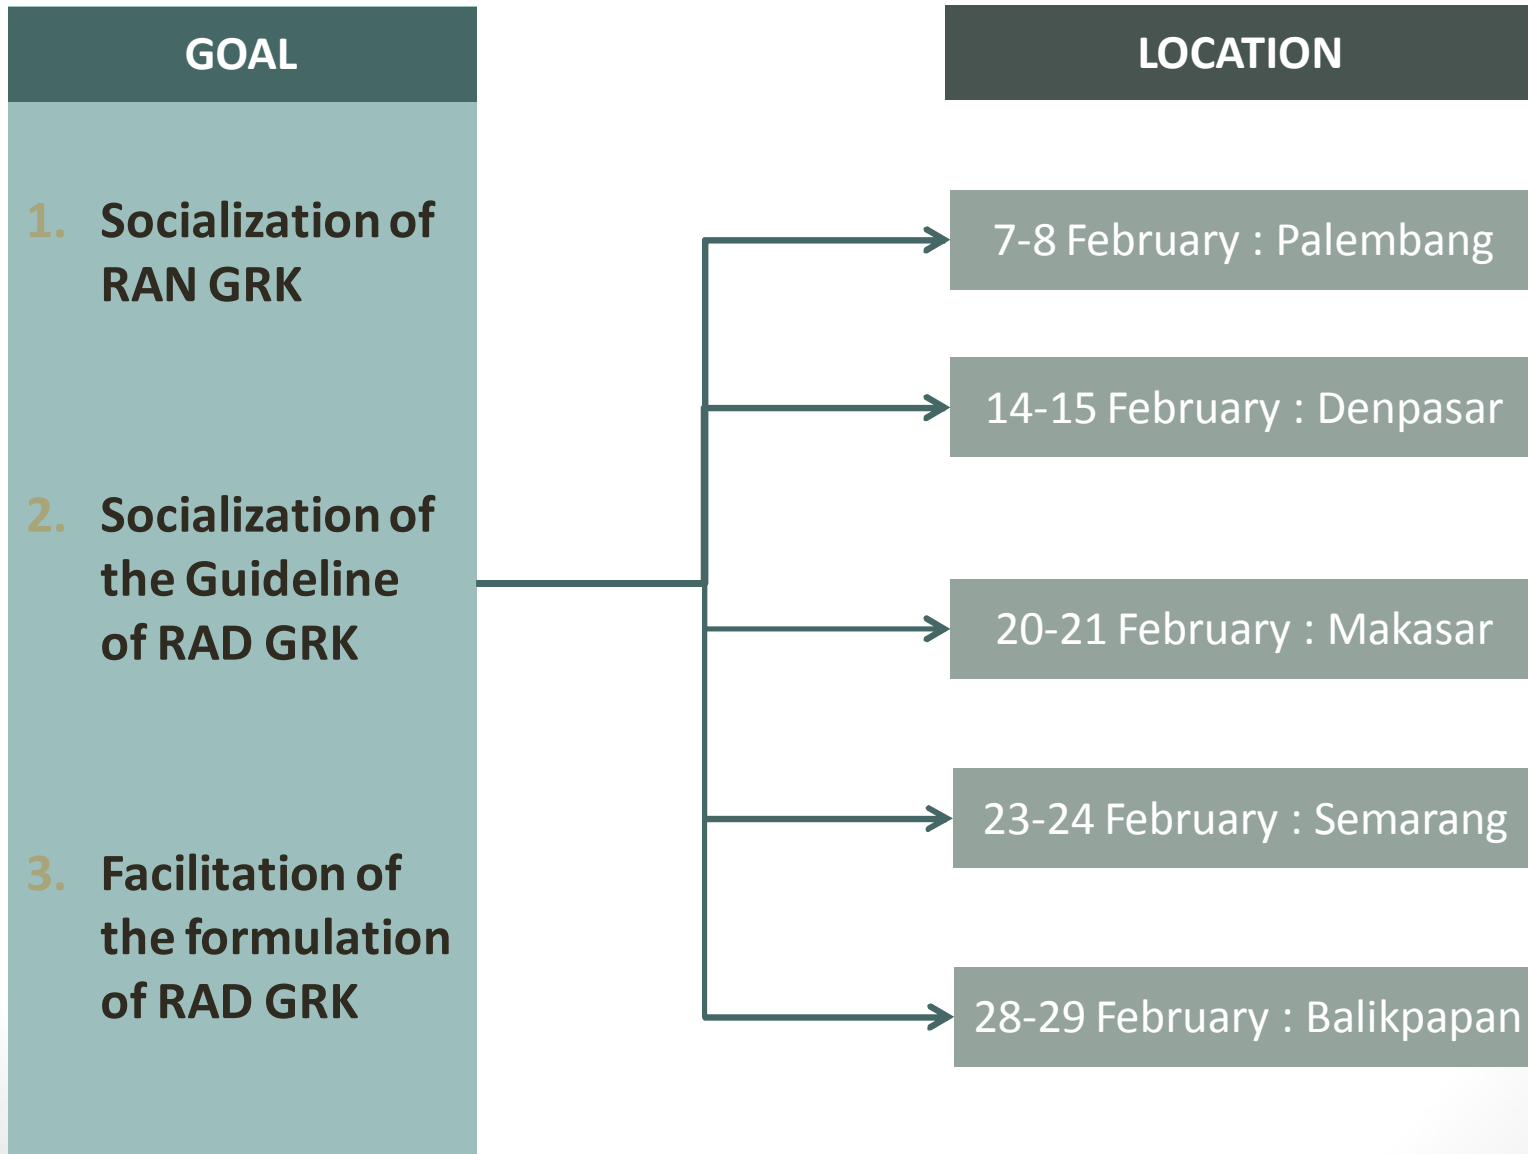 GOAL
1. Socialization of
RAN GRK
2. Socialization of
the Guideline
of RAD GRK
3. Facilitation of
the formulation
of RAD GRK
LOCATION
7-8 February : Palembang
14-15 February : Denpasar
20-21 February : Makasar
23-24 February : Semarang
28-29 February : Balikpapan